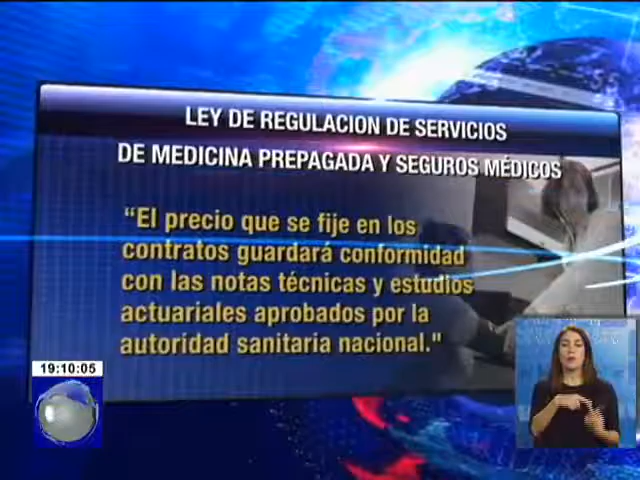 LEY DE REGULACION DE SERVICIOS
DE MEDICINA PREPAGADA Y SEGUROS MÉDICOS
“El precio que se fije en los
contratos guardará conformidad
con las notas técnicas y estudios
actuariales aprobados por la
autoridad sanitaria nacional."
19:10:05